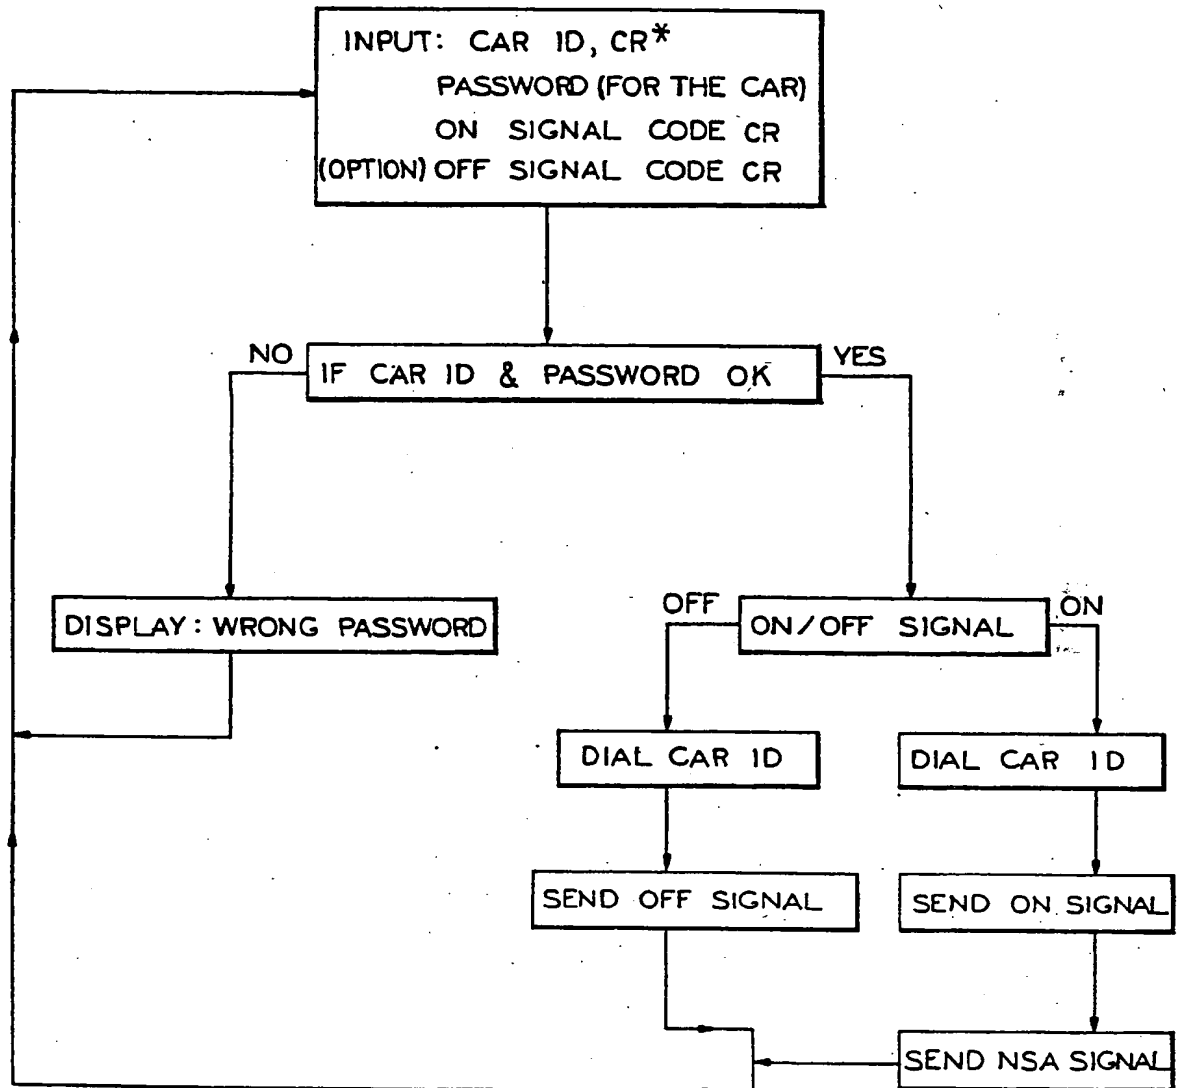 INPUT: CAR ID, CR*
PASSWORD (FOR THE CAR)
ON SIGNAL CODE CR
(OPTION) OFF SIGNAL CODE CR
NO
IF CAR ID & PASSWORD OK
YES
DISPLAY: WRONG PASSWORD
OFF
ON/OFF SIGNAL
ON
DIAL CAR ID
DIAL CAR ID
SEND OFF SIGNAL
SEND ON SIGNAL
SEND NSA SIGNAL